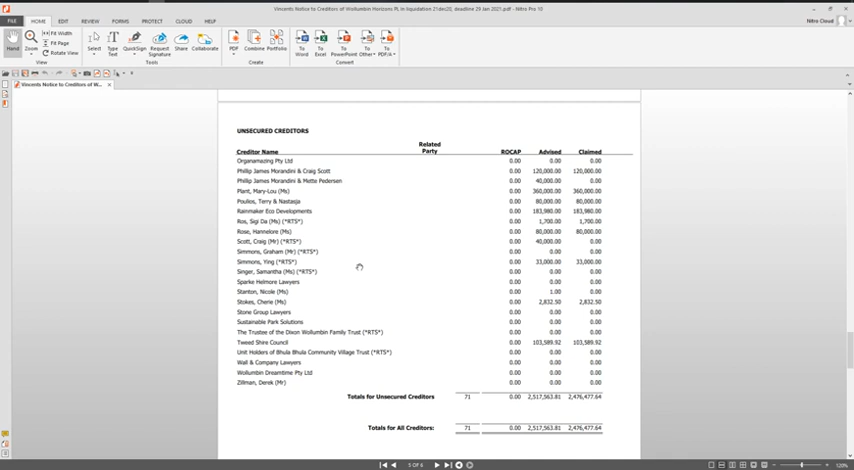 Vincents Notice to Creditors of Wollumbin Horizons PL in liquidation 21dec20, deadline 29 Jan 2021.pdf - Nitro Pro 10
FILE HOME EDIT REVIEW FORMS PROTECT CLOUD HELP
Nitro Cloud
Hand
Zoom
Fit Width
Fit Page
Rotate View
Select
Type Text
QuickSign
Request Signature
Share
Collaborate
PDF
Combine
Portfolio
To Word
To Excel
To PowerPoint
To Other
To PDF/A
View Tools Create Convert
Vincents Notice to Creditors of W...
UNSECURED CREDITORS
Related
Creditor Name Party ROCAP Advised Claimed
Organamazing Pty Ltd 0.00 0.00 0.00
Phillip James Morandini & Craig Scott 0.00 120,000.00 120,000.00
Phillip James Morandini & Mette Pedersen 0.00 40,000.00 0.00
Plant, Mary-Lou (Ms) 0.00 360,000.00 360,000.00
Poulios, Terry & Nastasja 0.00 80,000.00 80,000.00
Rainmaker Eco Developments 0.00 183,980.00 183,980.00
Ros, Sigi Da (Ms) (*RTS*) 0.00 1,700.00 1,700.00
Rose, Hannelore (Ms) 0.00 80,000.00 80,000.00
Scott, Craig (Mr) (*RTS*) 0.00 40,000.00 0.00
Simmons, Graham (Mr) (*RTS*) 0.00 0.00 0.00
Simmons, Ying (*RTS*) 0.00 33,000.00 33,000.00
Singer, Samantha (Ms) (*RTS*) 0.00 0.00 0.00
Sparke Helmore Lawyers 0.00 0.00 0.00
Stanton, Nicole (Ms) 0.00 1.00 0.00
Stokes, Cherie (Ms) 0.00 2,832.50 2,832.50
Stone Group Lawyers 0.00 0.00 0.00
Sustainable Park Solutions 0.00 0.00 0.00
The Trustee of the Dixon Wollumbin Family Trust (*RTS*) 0.00 0.00 0.00
Tweed Shire Council 0.00 103,589.92 103,589.92
Unit Holders of Bhula Bhula Community Village Trust (*RTS*) 0.00 0.00 0.00
Wall & Company Lawyers 0.00 0.00 0.00
Wollumbin Dreamtime Pty Ltd 0.00 0.00 0.00
Zillman, Derek (Mr) 0.00 0.00 0.00
Totals for Unsecured Creditors 71 0.00 2,517,563.81 2,476,477.64
Totals for All Creditors: 71 0.00 2,517,563.81 2,476,477.64
5 OF 6
120%